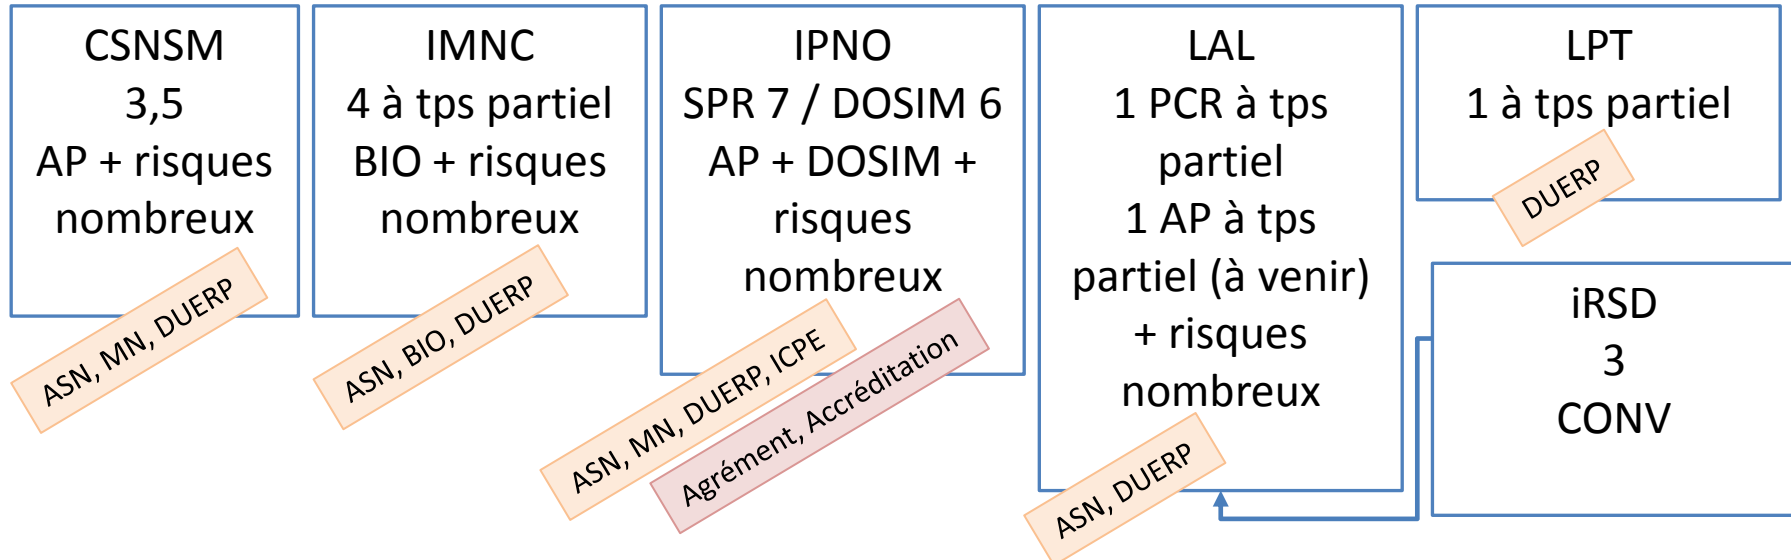 CSNSM
3,5
AP + risques
nombreux
ASN, MN, DUERP
IMNC
4 à tps partiel
BIO + risques
nombreux
ASN, BIO, DUERP
IPNO
SPR 7 / DOSIM 6
AP + DOSIM +
risques
nombreux
ASN, MN, DUERP, ICPE
Agrément, Accréditation
LAL
1 PCR à tps
partiel
1 AP à tps
partiel (à venir)
+ risques
nombreux
ASN, DUERP
LPT
1 à tps partiel
DUERP
iRSD
3
CONV